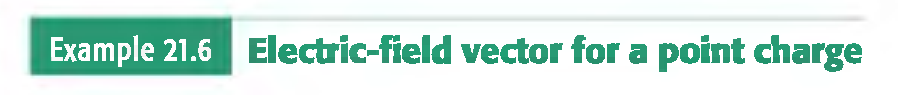 Example 21.6 Electric-field vector for a point charge